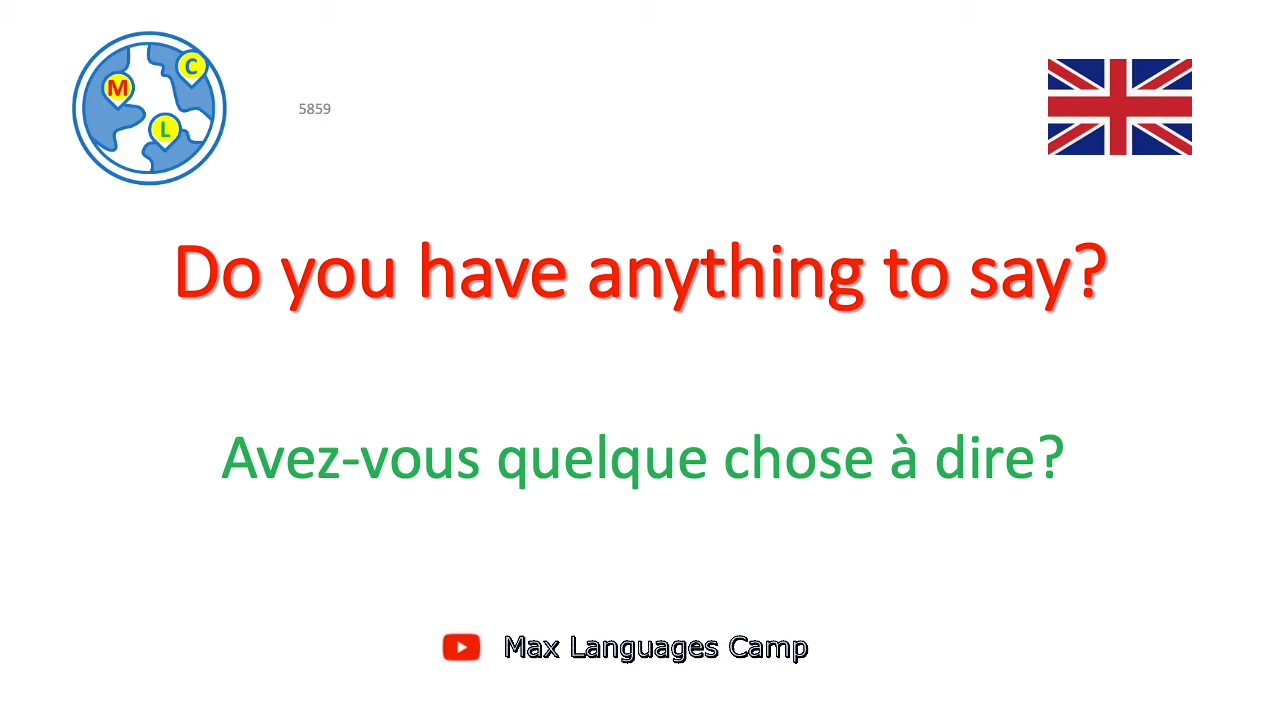 M
C
L
5859
Do you have anything to say?
Avez-vous quelque chose à dire?
Max Languages Camp